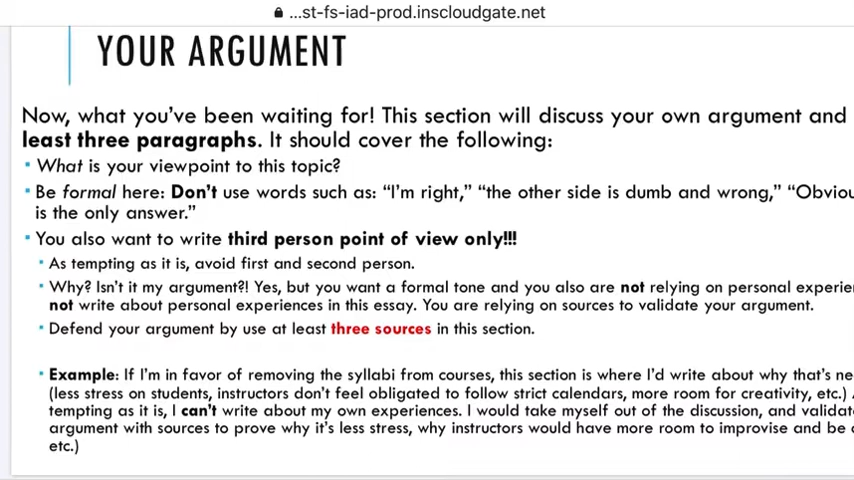 ...st-fs-iad-prod.inscloudgate.net
YOUR ARGUMENT
Now, what you've been waiting for! This section will discuss your own argument and
least three paragraphs. It should cover the following:
What is your viewpoint to this topic?
Be formal here: Don't use words such as: "I'm right," "the other side is dumb and wrong," "Obviou
is the only answer."
You also want to write third person point of view only!!!
As tempting as it is, avoid first and second person.
Why? Isn't it my argument?! Yes, but you want a formal tone and you also are not relying on personal experie
not write about personal experiences in this essay. You are relying on sources to validate your argument.
Defend your argument by use at least three sources in this section.
Example: If I'm in favor of removing the syllabi from courses, this section is where I'd write about why that's ne
(less stress on students, instructors don't feel obligated to follow strict calendars, more room for creativity, etc.)
tempting as it is, I can't write about my own experiences. I would take myself out of the discussion, and validat
argument with sources to prove why it's less stress, why instructors would have more room to improvise and be
etc.)